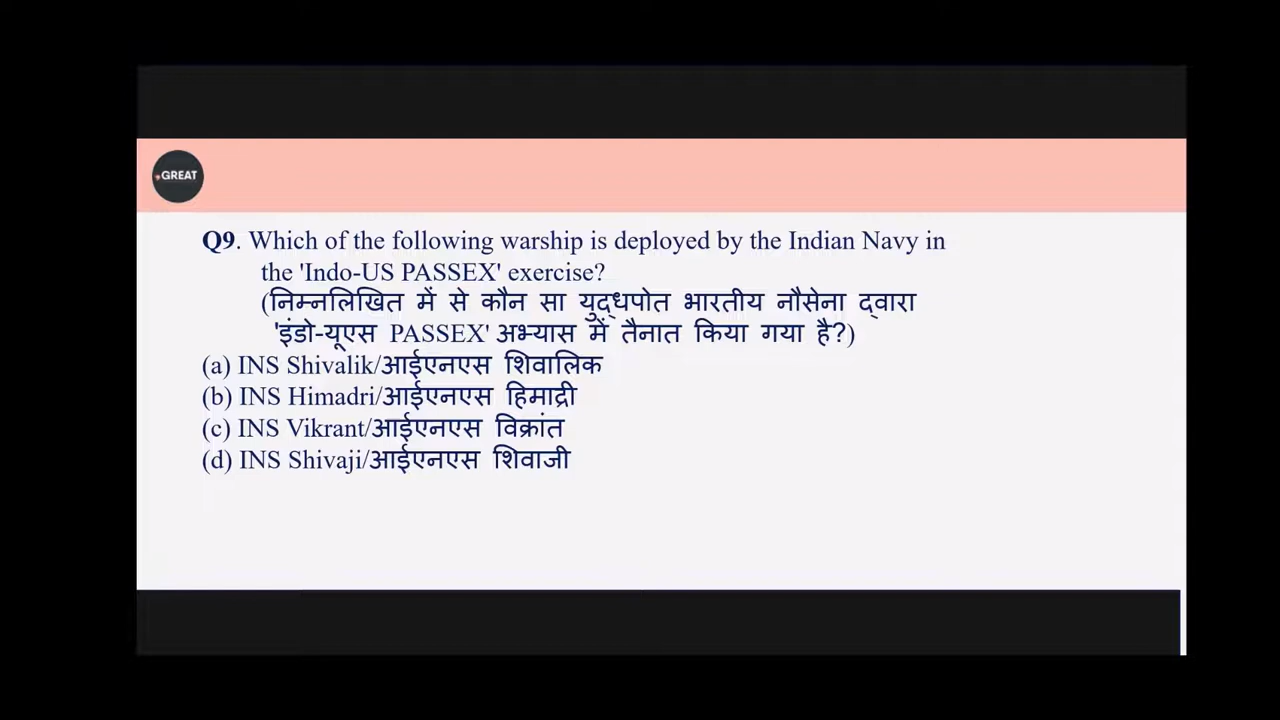 GREAT
Q9. Which of the following warship is deployed by the Indian Navy in
the 'Indo-US PASSEX' exercise?
(निम्नलिखित में से कौन सा युद्धपोत भारतीय नौसेना द्वारा
'इंडो-यूएस PASSEX' अभ्यास में तैनात किया गया है?)
(a) INS Shivalik/आईएनएस शिवालिक
(b) INS Himadri/आईएनएस हिमाद्री
(c) INS Vikrant/आईएनएस विक्रांत
(d) INS Shivaji/आईएनएस शिवाजी